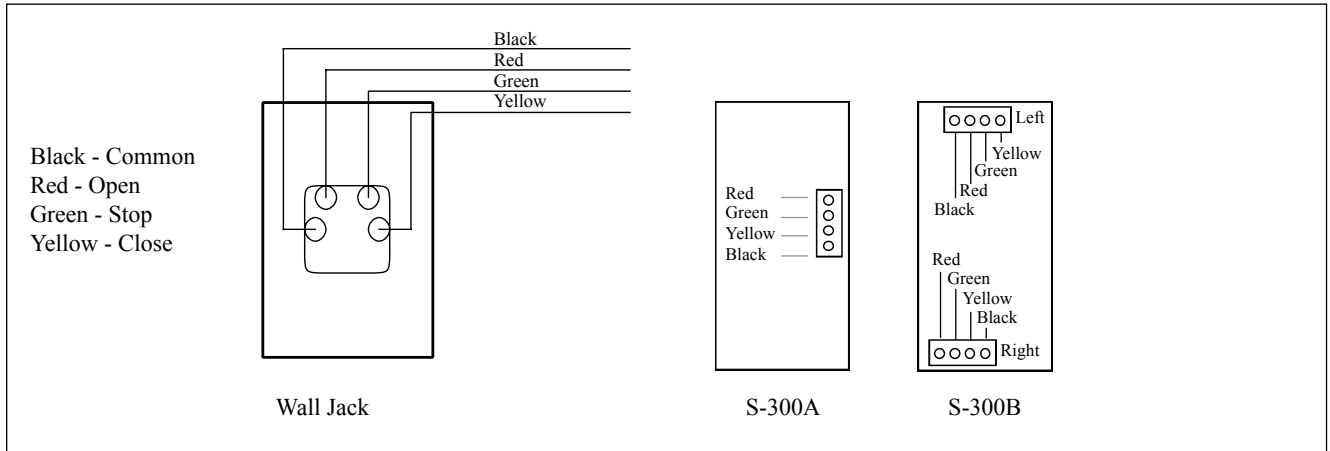 Black
Red
Green
Yellow
Black - Common
Red - Open
Green - Stop
Yellow - Close
Wall Jack
Red
Green
Yellow
Black
S-300A
Left
Yellow
Green
Red
Black
Red
Green
Yellow
Black
Right
S-300B